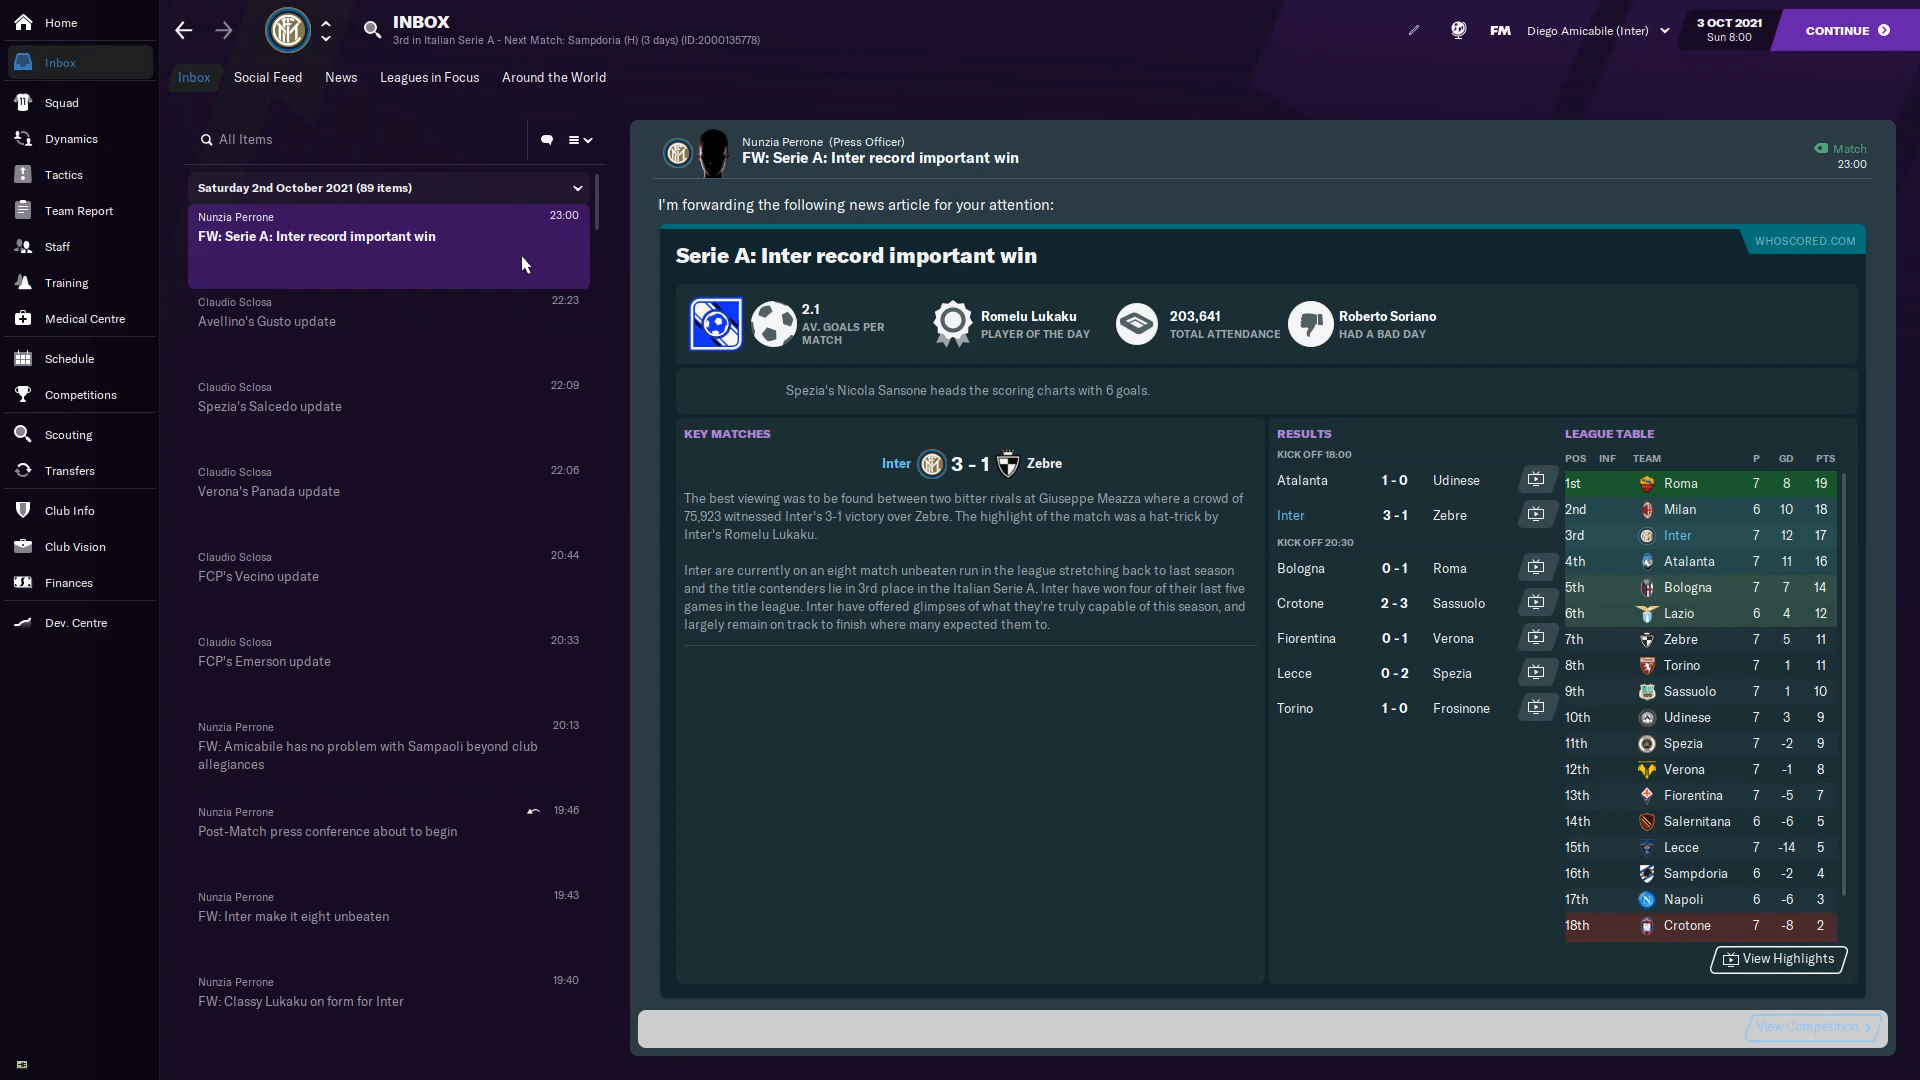 Home
Inbox
Squad
Dynamics
Tactics
Team Report
Staff
Training
Medical Centre
Schedule
Competitions
Scouting
Transfers
Club Info
Club Vision
Finances
Dev. Centre
INBOX
3rd in Italian Serie A - Next Match: Sampdoria (H) (3 days) (ID:2000135778)
FM
Diego Amicabile (Inter)
3 OCT 2021
Sun 8:00
CONTINUE
Inbox
Social Feed
News
Leagues in Focus
Around the World
All Items
Saturday 2nd October 2021 (89 items)
Nunzia Perrone 23:00
FW: Serie A: Inter record important win
Claudio Sclosa 22:23
Avellino's Gusto update
Claudio Sclosa 22:09
Spezia's Salcedo update
Claudio Sclosa 22:06
Verona's Panada update
Claudio Sclosa 20:44
FCP's Vecino update
Claudio Sclosa 20:33
FCP's Emerson update
Nunzia Perrone 20:13
FW: Amicabile has no problem with Sampaoli beyond club
allegiances
Nunzia Perrone 19:46
Post-Match press conference about to begin
Nunzia Perrone 19:43
FW: Inter make it eight unbeaten
Nunzia Perrone 19:40
FW: Classy Lukaku on form for Inter
Nunzia Perrone (Press Officer)
FW: Serie A: Inter record important win
Match
23:00
I'm forwarding the following news article for your attention:
WHOSCORED.COM
Serie A: Inter record important win
2.1
AV. GOALS PER
MATCH
Romelu Lukaku
PLAYER OF THE DAY
203,641
TOTAL ATTENDANCE
Roberto Soriano
HAD A BAD DAY
Spezia's Nicola Sansone heads the scoring charts with 6 goals.
KEY MATCHES
Inter 3 - 1 Zebre
The best viewing was to be found between two bitter rivals at Giuseppe Meazza where a crowd of
75,923 witnessed Inter's 3-1 victory over Zebre. The highlight of the match was a hat-trick by
Inter's Romelu Lukaku.
Inter are currently on an eight match unbeaten run in the league stretching back to last season
and the title contenders lie in 3rd place in the Italian Serie A. Inter have won four of their last five
games in the league. Inter have offered glimpses of what they're truly capable of this season, and
largely remain on track to finish where many expected them to.
RESULTS
KICK OFF 18:00
Atalanta 1 - 0 Udinese
Inter 3 - 1 Zebre
KICK OFF 20:30
Bologna 0 - 1 Roma
Crotone 2 - 3 Sassuolo
Fiorentina 0 - 1 Verona
Lecce 0 - 2 Spezia
Torino 1 - 0 Frosinone
LEAGUE TABLE
POS INF TEAM P GD PTS
1st Roma 7 8 19
2nd Milan 6 10 18
3rd Inter 7 12 17
4th Atalanta 7 11 16
5th Bologna 7 7 14
6th Lazio 6 4 12
7th Zebre 7 5 11
8th Torino 7 1 11
9th Sassuolo 7 1 10
10th Udinese 7 3 9
11th Spezia 7 -2 9
12th Verona 7 -1 8
13th Fiorentina 7 -5 7
14th Salernitana 6 -6 5
15th Lecce 7 -14 5
16th Sampdoria 6 -2 4
17th Napoli 6 -6 3
18th Crotone 7 -8 2
View Highlights
View Competition